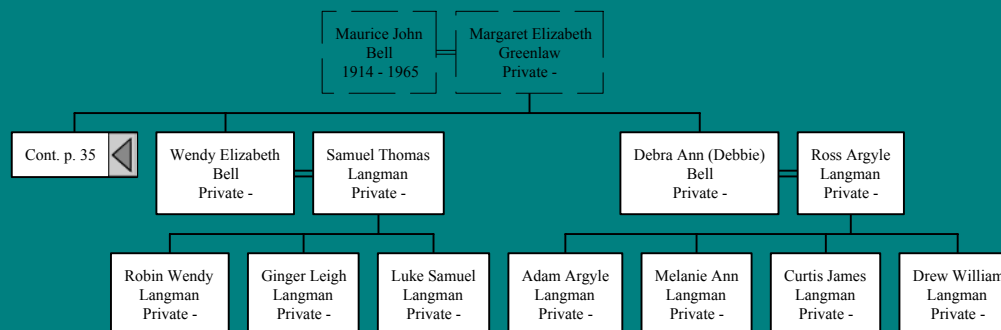 Maurice John
Bell
1914 - 1965
Margaret Elizabeth
Greenlaw
Private -
Cont. p. 35
Wendy Elizabeth
Bell
Private -
Samuel Thomas
Langman
Private -
Debra Ann (Debbie)
Bell
Private -
Ross Argyle
Langman
Private -
Robin Wendy
Langman
Private -
Ginger Leigh
Langman
Private -
Luke Samuel
Langman
Private -
Adam Argyle
Langman
Private -
Melanie Ann
Langman
Private -
Curtis James
Langman
Private -
Drew William
Langman
Private -